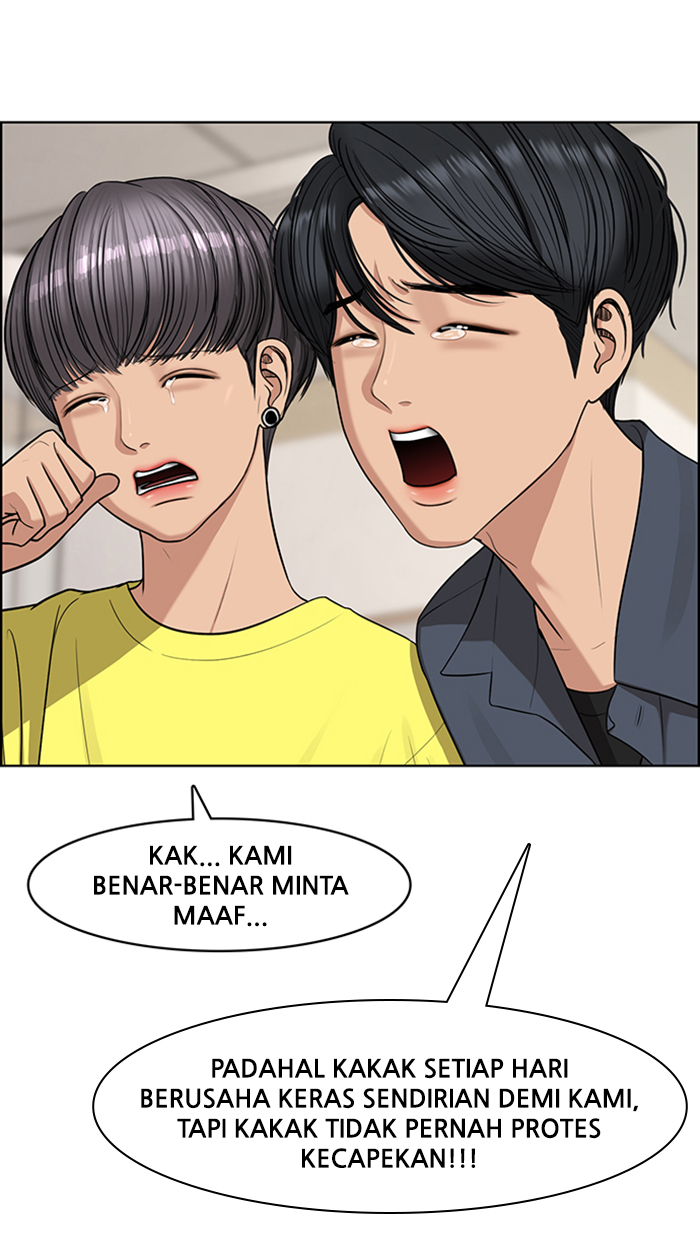 KAK... KAMI
BENAR-BENAR MINTA
MAAF...
PADAHAL KAKAK SETIAP HARI
BERUSAHA KERAS SENDIRIAN DEMI KAMI,
TAPI KAKAK TIDAK PERNAH PROTES
KECAPEKAN!!!